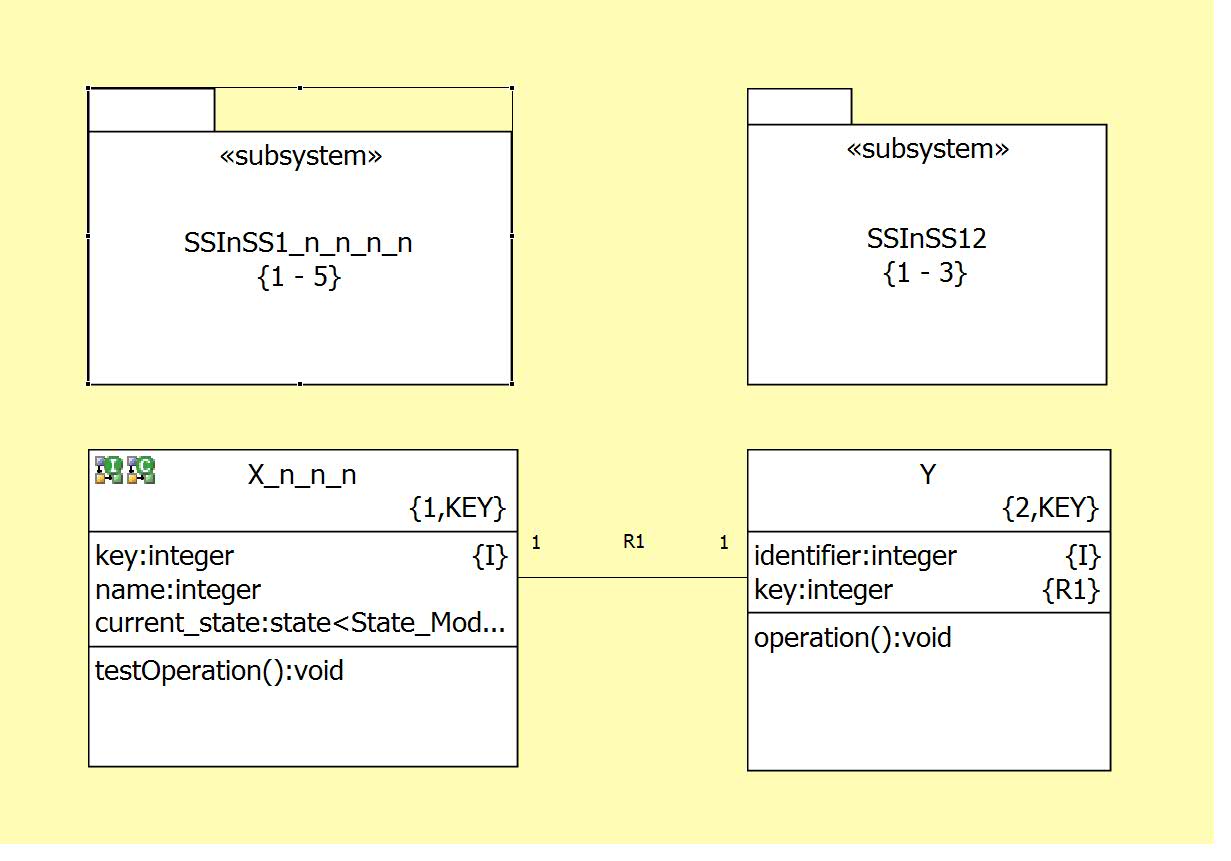 «subsystem»
SSInSS1_n_n_n_n
{1 - 5}
«subsystem»
SSInSS12
{1 - 3}
I C
X_n_n_n
{1,KEY}
key:integer {I}
name:integer
current_state:state<State_Mod...
testOperation():void
1 R1 1
Y
{2,KEY}
identifier:integer {I}
key:integer {R1}
operation():void